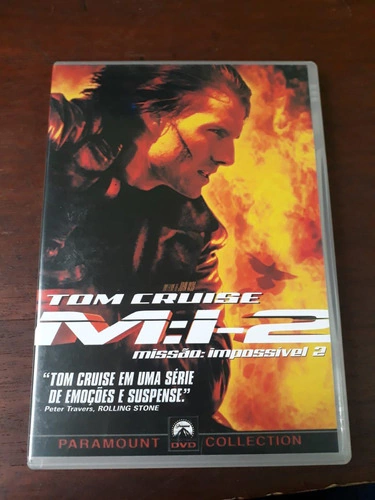 TOM CRUISE
M:I-2
missão: impossível 2
“TOM CRUISE EM UMA SÉRIE
DE EMOÇÕES E SUSPENSE.”
Peter Travers, ROLLING STONE
PARAMOUNT DVD COLLECTION